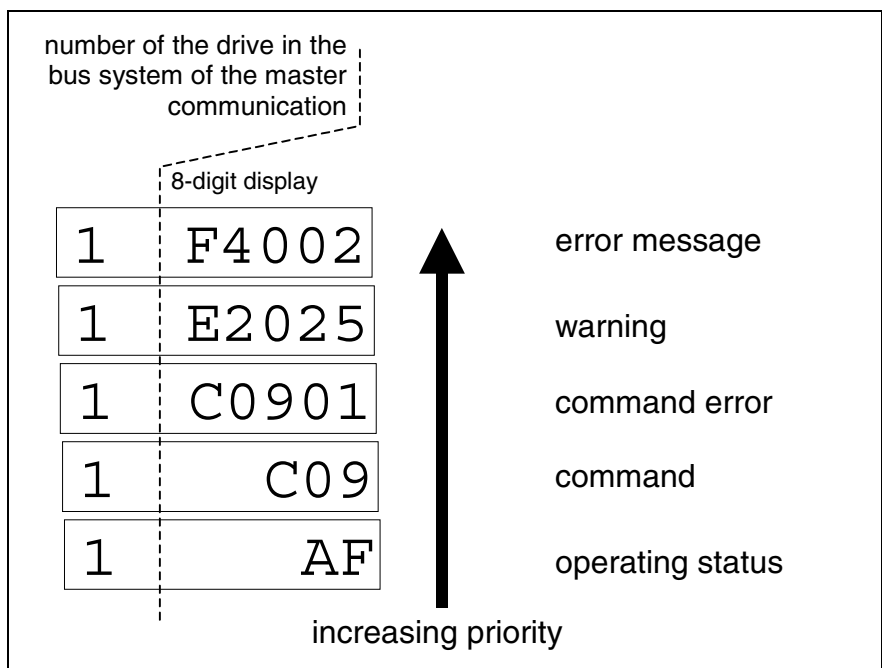 number of the drive in the
bus system of the master
communication
8-digit display
1 F4002 error message
1 E2025 warning
1 C0901 command error
1 C09 command
1 AF operating status
increasing priority